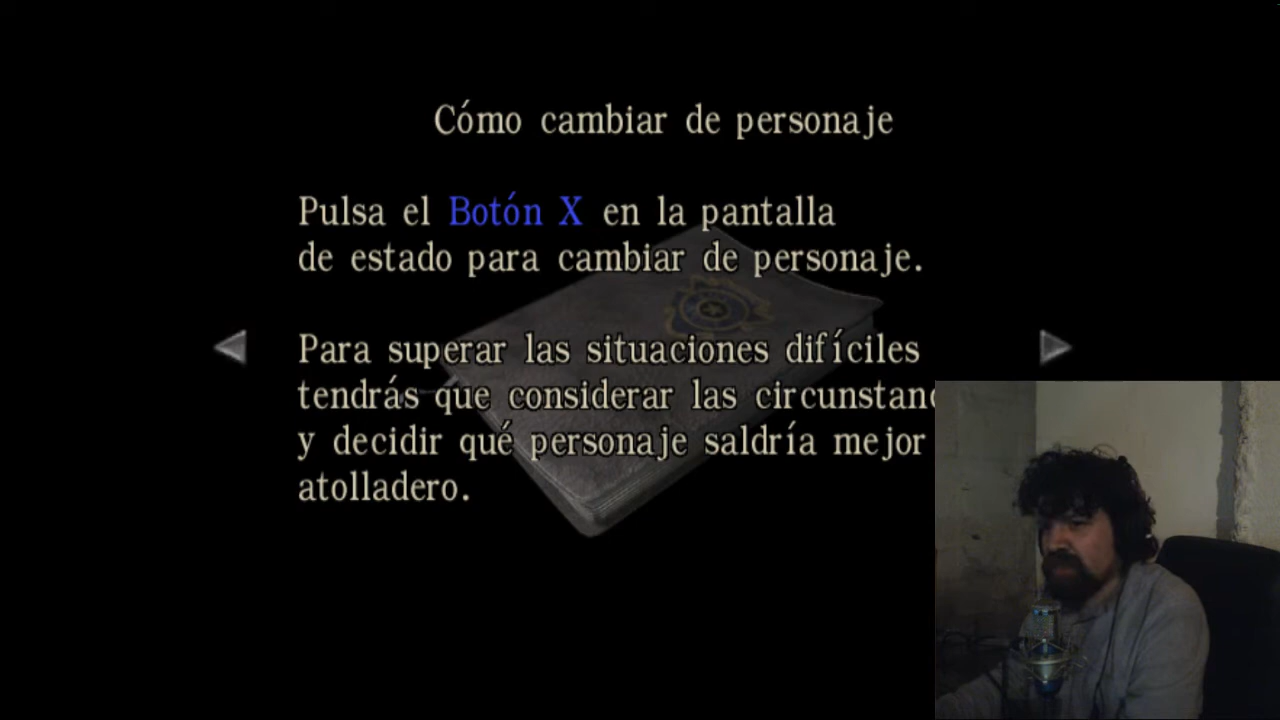 Cómo cambiar de personaje
Pulsa el Botón X en la pantalla
de estado para cambiar de personaje.
Para superar las situaciones difíciles
tendrás que considerar las
y decidir qué personaje saldría mejor
atolladero.